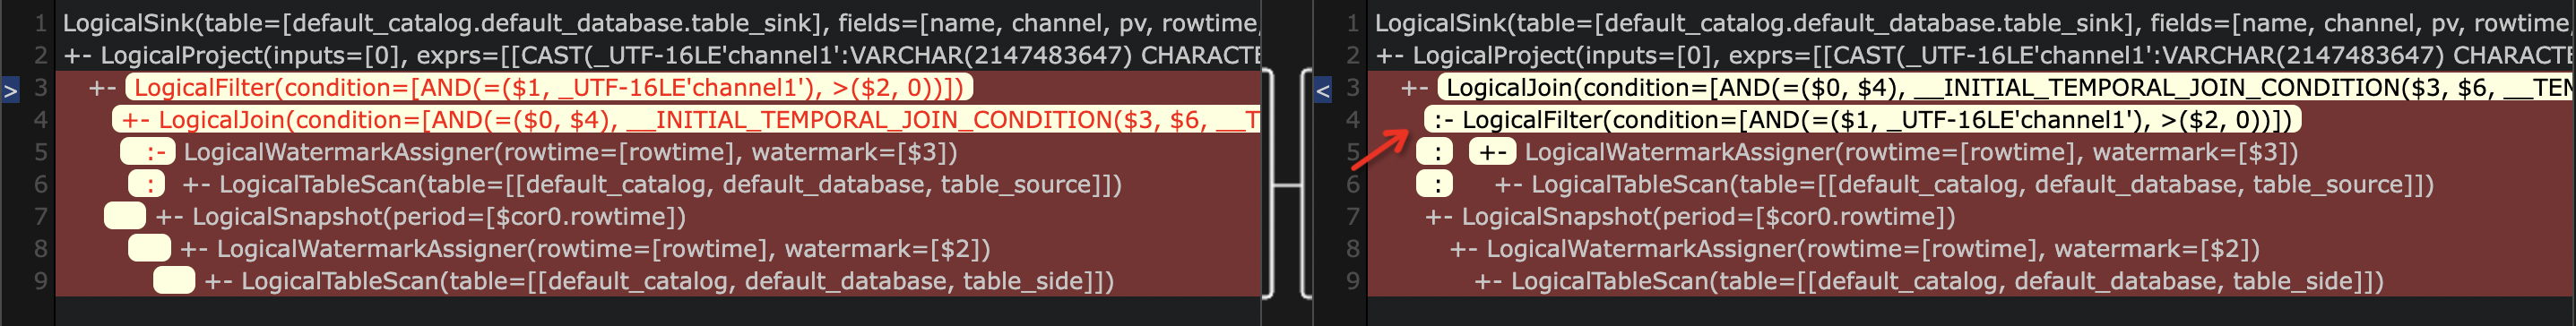 1 LogicalSink(table=[default_catalog.default_database.table_sink], fields=[name, channel, pv, rowtime,
2 +- LogicalProject(inputs=[0], exprs=[[CAST(_UTF-16LE'channel1':VARCHAR(2147483647) CHARACTE
> 3 +- LogicalFilter(condition=[AND(=($1, _UTF-16LE'channel1'), >($2, 0))])
4 +- LogicalJoin(condition=[AND(=($0, $4), __INITIAL_TEMPORAL_JOIN_CONDITION($3, $6, __T
5 :- LogicalWatermarkAssigner(rowtime=[rowtime], watermark=[$3])
6 : +- LogicalTableScan(table=[[default_catalog, default_database, table_source]])
7 +- LogicalSnapshot(period=[$cor0.rowtime])
8 +- LogicalWatermarkAssigner(rowtime=[rowtime], watermark=[$2])
9 +- LogicalTableScan(table=[[default_catalog, default_database, table_side]])
1 LogicalSink(table=[default_catalog.default_database.table_sink], fields=[name, channel, pv, rowtime
2 +- LogicalProject(inputs=[0], exprs=[[CAST(_UTF-16LE'channel1':VARCHAR(2147483647) CHARACTE
< 3 +- LogicalJoin(condition=[AND(=($0, $4), __INITIAL_TEMPORAL_JOIN_CONDITION($3, $6, __TEN
4 :- LogicalFilter(condition=[AND(=($1, _UTF-16LE'channel1'), >($2, 0))])
5 : +- LogicalWatermarkAssigner(rowtime=[rowtime], watermark=[$3])
6 : +- LogicalTableScan(table=[[default_catalog, default_database, table_source]])
7 +- LogicalSnapshot(period=[$cor0.rowtime])
8 +- LogicalWatermarkAssigner(rowtime=[rowtime], watermark=[$2])
9 +- LogicalTableScan(table=[[default_catalog, default_database, table_side]])